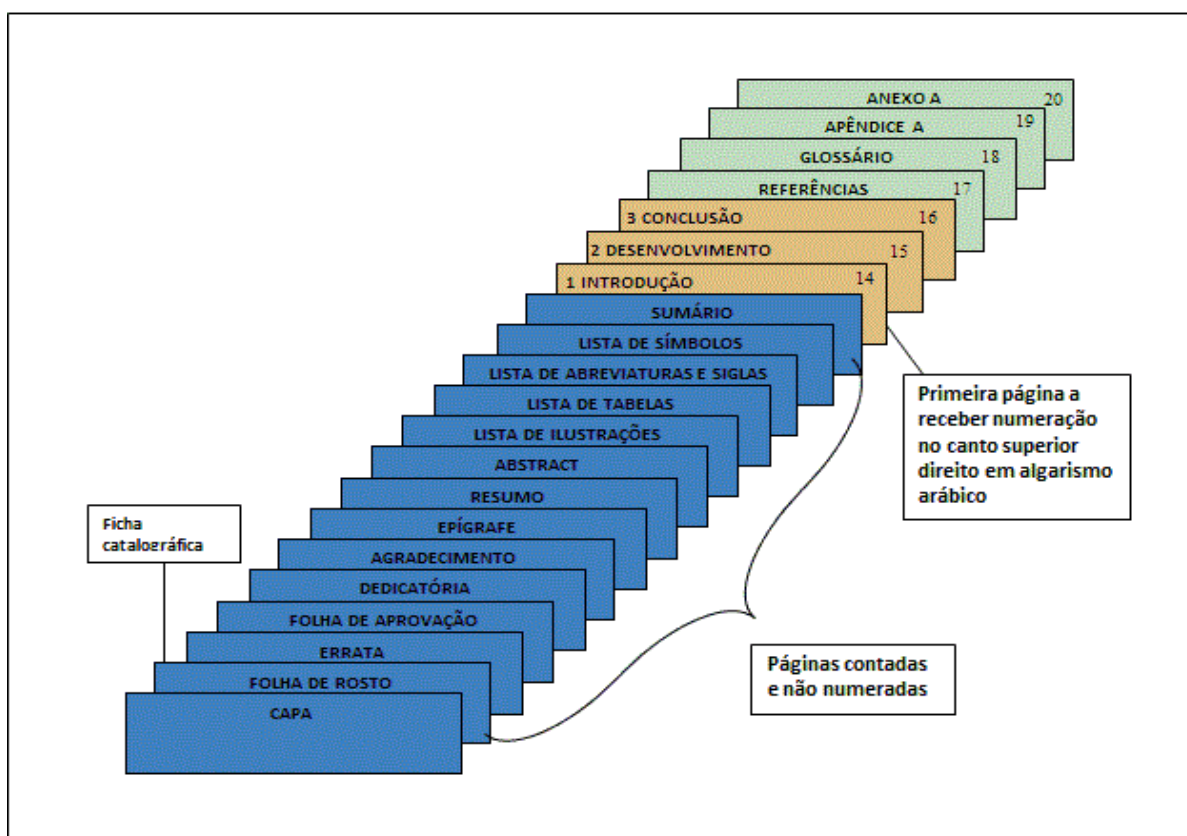 ANEXO A 20
APÊNDICE A 19
GLOSSÁRIO 18
REFERÊNCIAS 17
3 CONCLUSÃO 16
2 DESENVOLVIMENTO 15
1 INTRODUÇÃO 14
SUMÁRIO
LISTA DE SÍMBOLOS
LISTA DE ABREVIATURAS E SIGLAS
LISTA DE TABELAS
LISTA DE ILUSTRAÇÕES
ABSTRACT
RESUMO
EPÍGRAFE
AGRADECIMENTO
DEDICATÓRIA
FOLHA DE APROVAÇÃO
ERRATA
FOLHA DE ROSTO
CAPA
Ficha
catalográfica
Primeira página a
receber numeração
no canto superior
direito em algarismo
arábico
Páginas contadas
e não numeradas